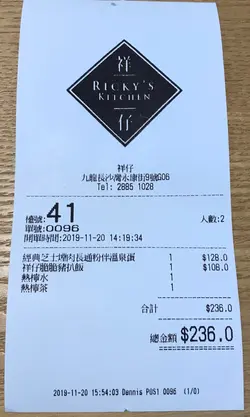 祥
RICKY'S
KITCHEN
仔
祥仔
九龍長沙灣永康街9號G06
Tel: 2885 1028
檯號:41 人數:2
單號:0096
開單時間:2019-11-20 14:19:34
經典芝士燉肉長通粉伴溫泉蛋 1 $128.0
祥仔脆脆豬扒飯 1 $108.0
熱檸水 1
熱檸茶 1
合計 $236.0
總金額 $236.0
2019-11-20 15:54:03 Dennis P051 0096 (1/0)